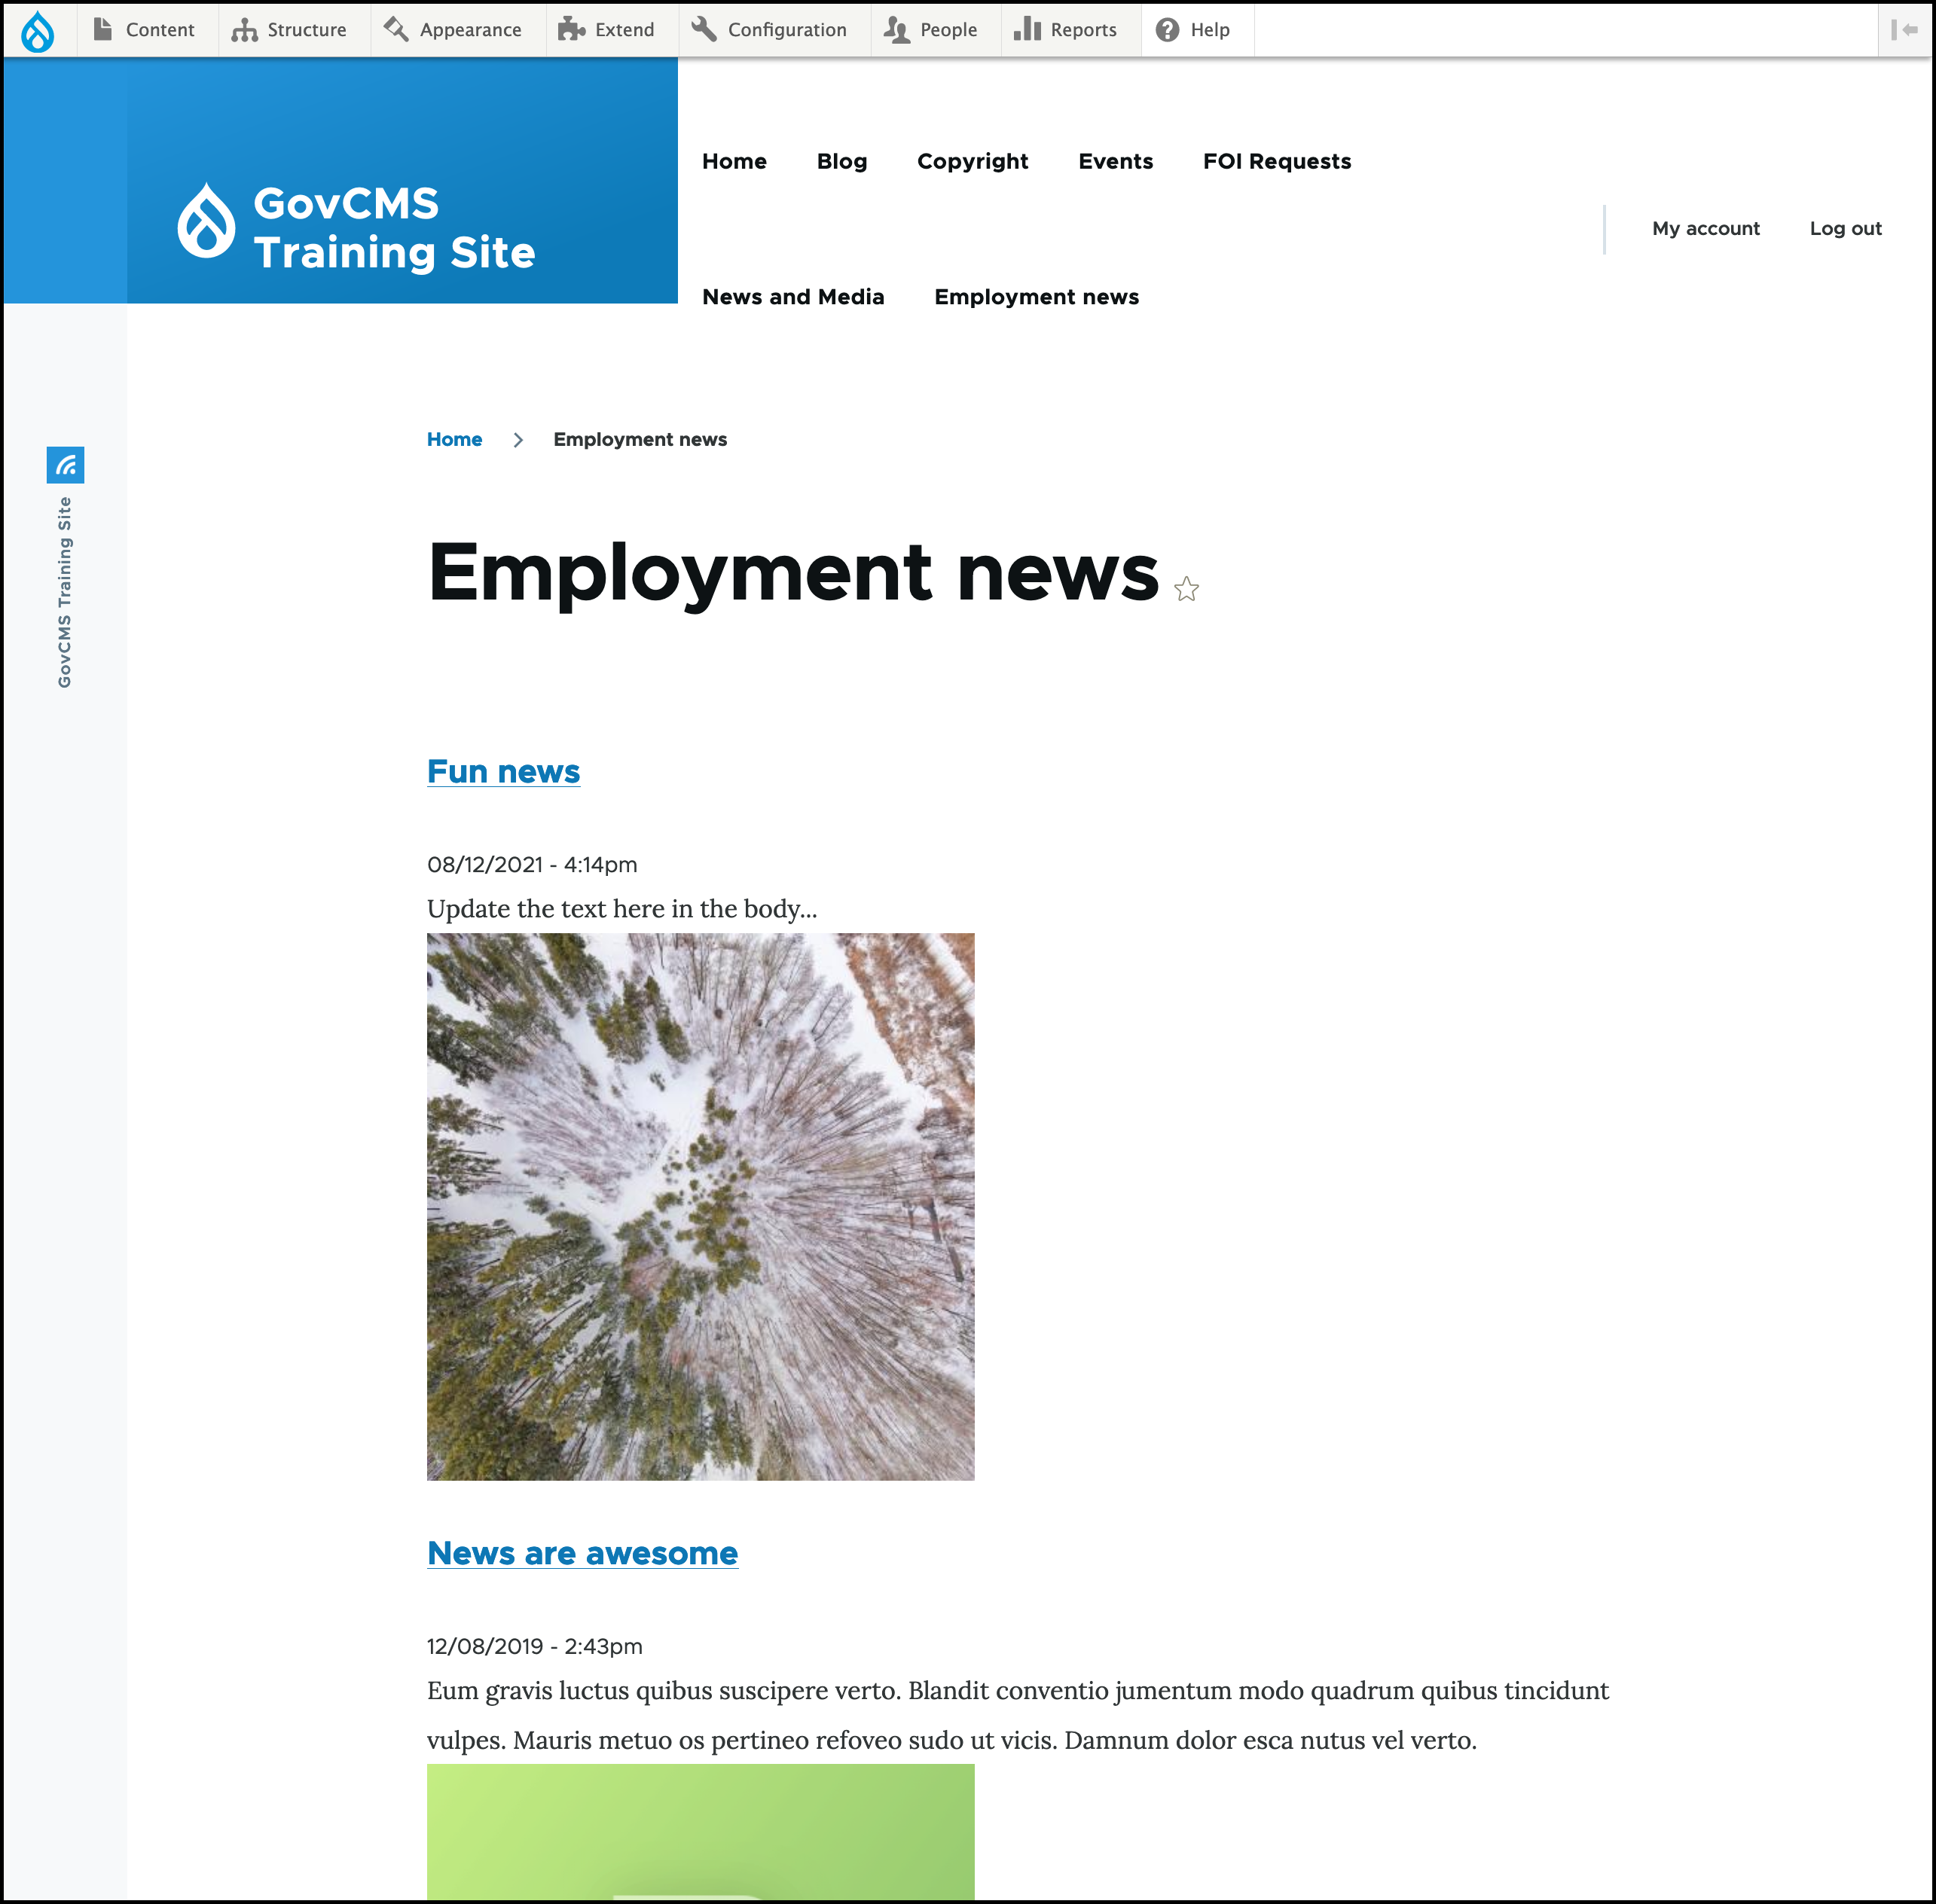 Content Structure Appearance Extend Configuration People Reports Help
GovCMS
Training Site
Home Blog Copyright Events FOI Requests
My account Log out
News and Media Employment news
Home Employment news
GovCMS Training Site
Employment news
Fun news
08/12/2021 - 4:14pm
Update the text here in the body...
News are awesome
12/08/2019 - 2:43pm
Eum gravis luctus quibus suscipere verto. Blandit conventio jumentum modo quadrum quibus tincidunt
vulpes. Mauris metuo os pertineo refoveo sudo ut vicis. Damnum dolor esca nutus vel verto.